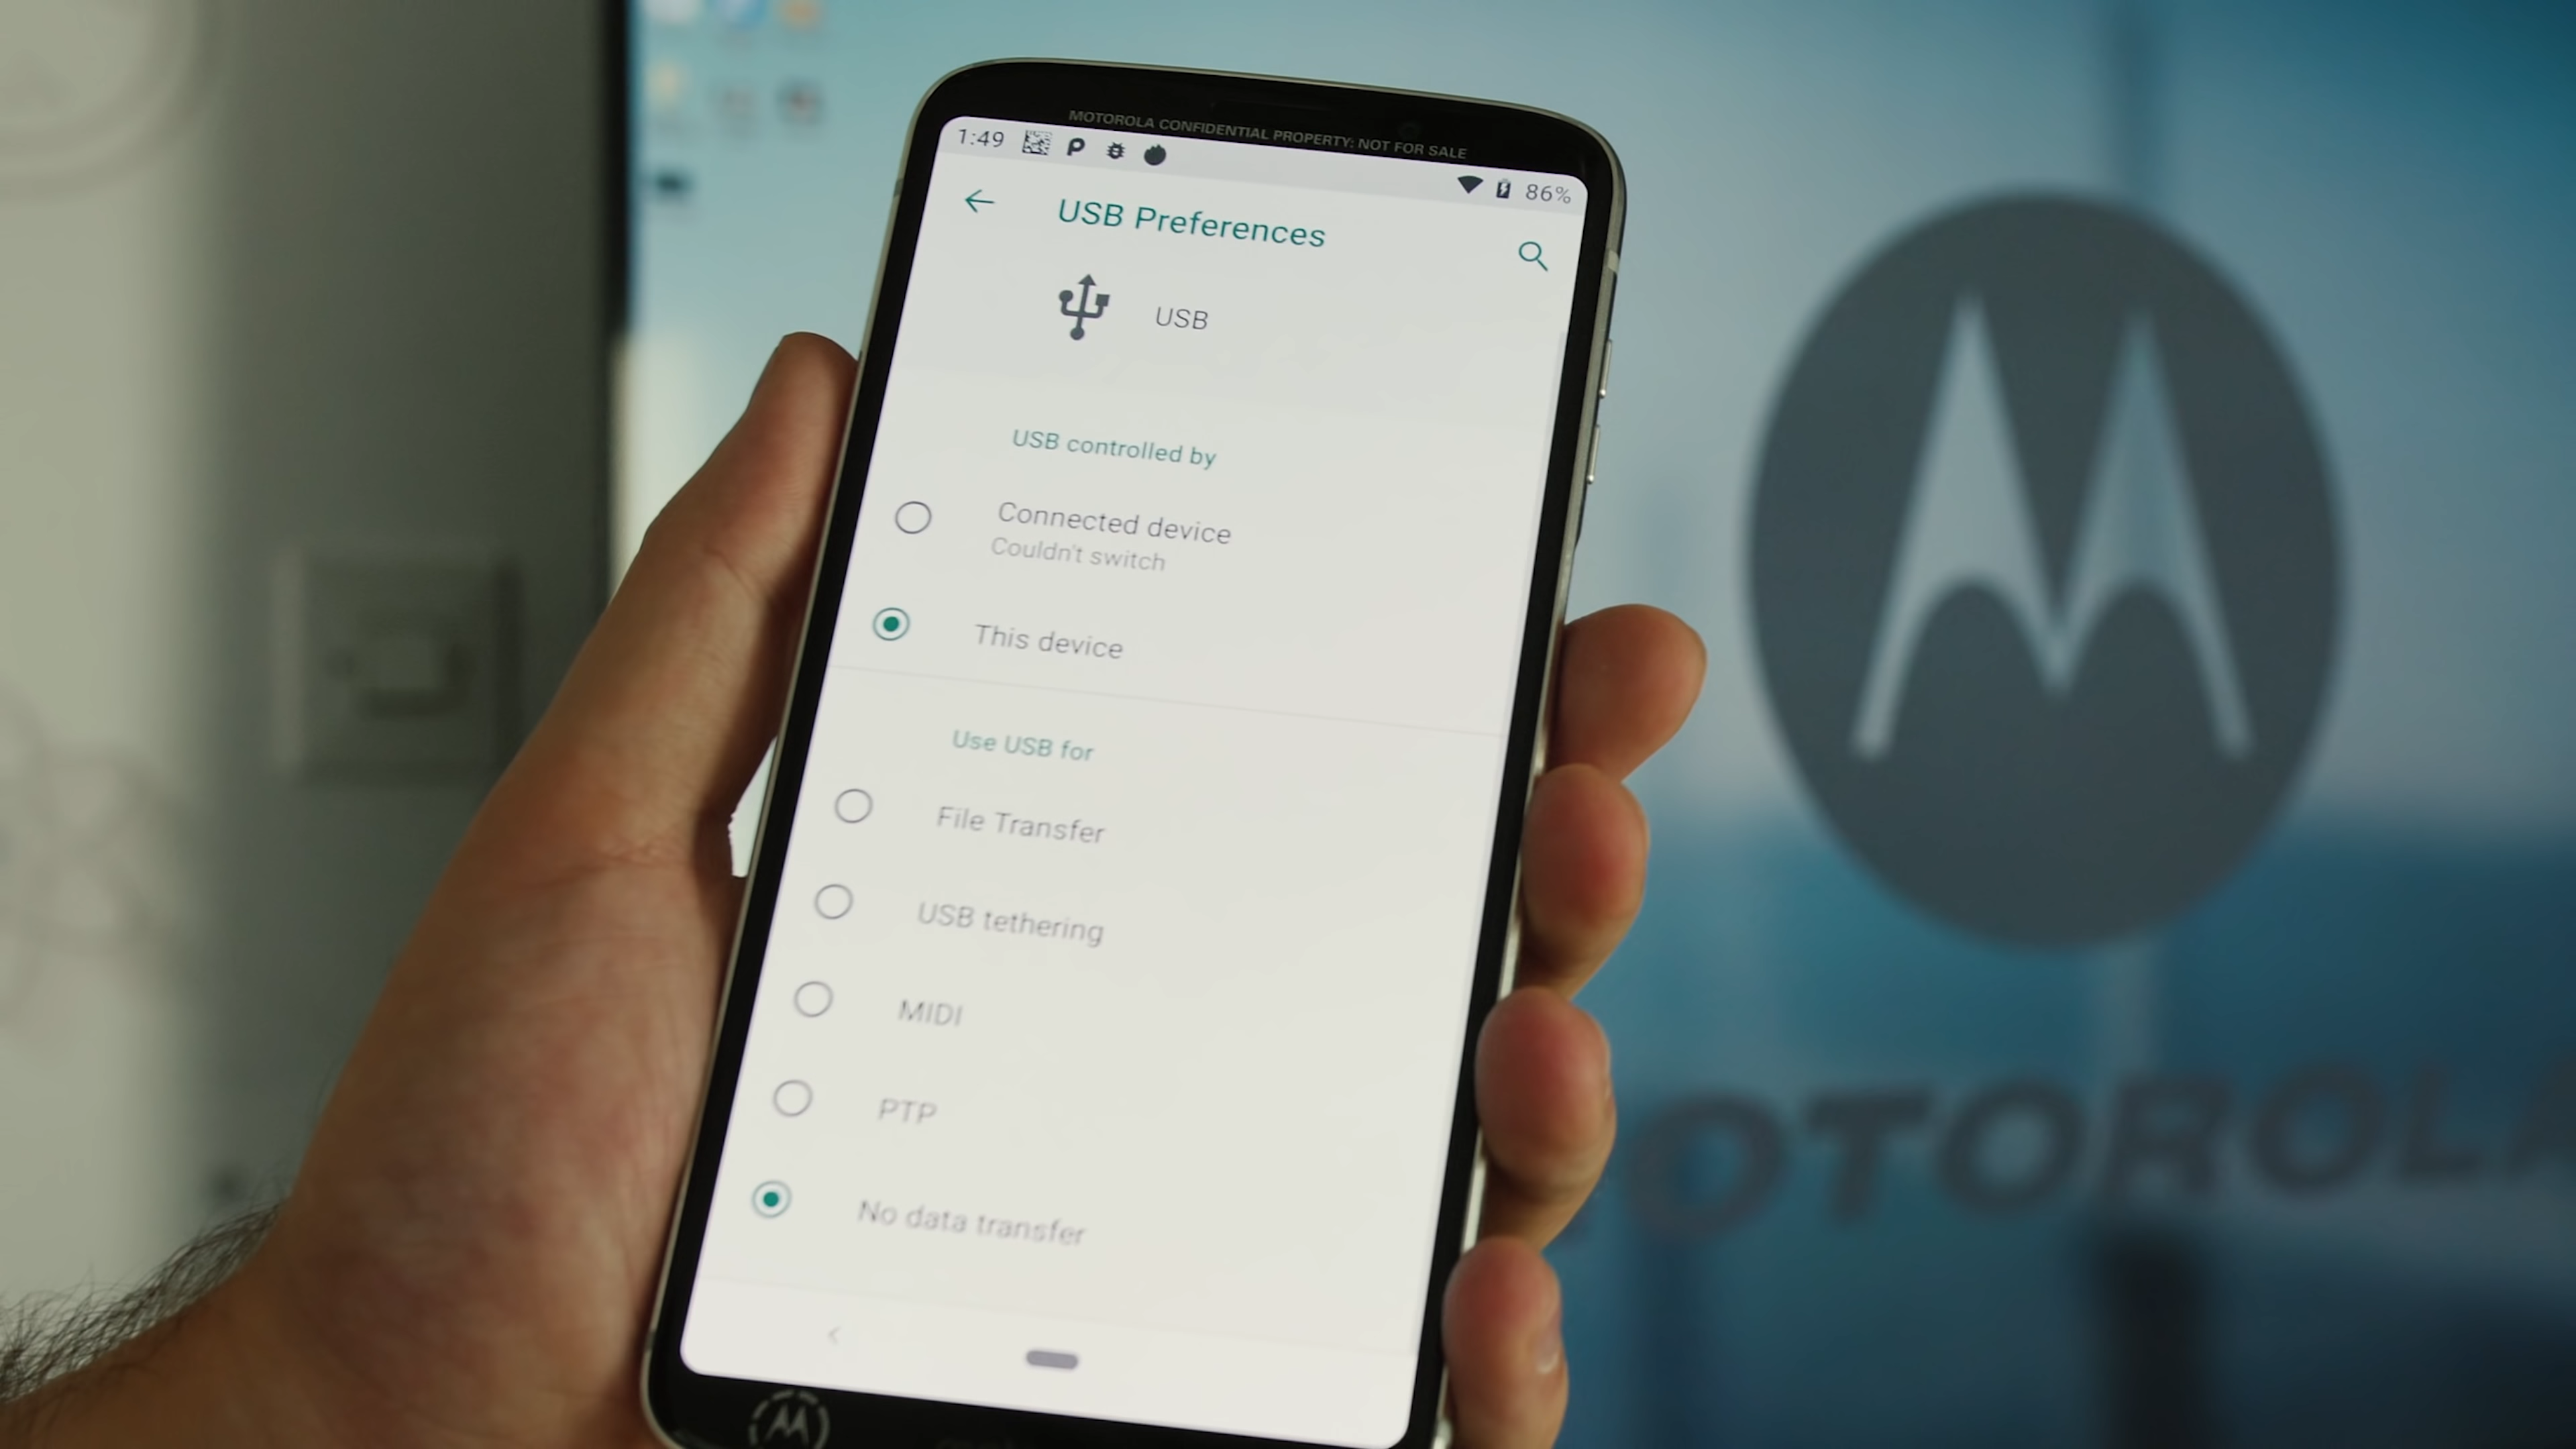 MOTOROLA CONFIDENTIAL PROPERTY: NOT FOR SALE
1:49
86%
USB Preferences
USB
USB controlled by
Connected device
Couldn't switch
This device
Use USB for
File Transfer
USB tethering
MIDI
PTP
No data transfer
OTOROLA